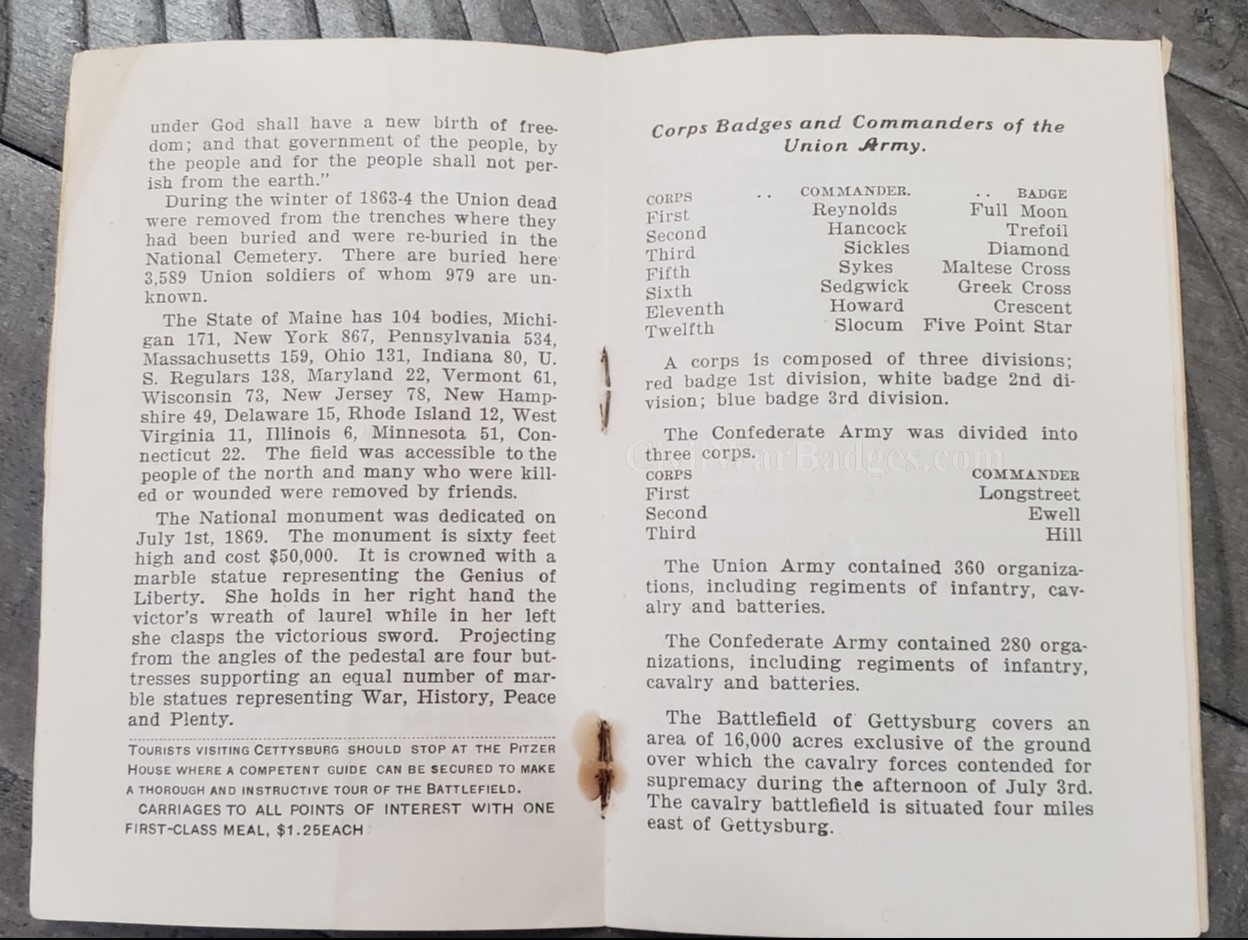 under God shall have a new birth of free-
dom; and that government of the people, by
the people and for the people shall not per-
ish from the earth."
During the winter of 1863-4 the Union dead
were removed from the trenches where they
had been buried and were re-buried in the
National Cemetery. There are buried here
3,589 Union soldiers of whom 979 are un-
known.
The State of Maine has 104 bodies, Michi-
gan 171, New York 867, Pennsylvania 534,
Massachusetts 159, Ohio 131, Indiana 80, U.
S. Regulars 138, Maryland 22, Vermont 61,
Wisconsin 73, New Jersey 78, New Hamp-
shire 49, Delaware 15, Rhode Island 12, West
Virginia 11, Illinois 6, Minnesota 51, Con-
necticut 22. The field was accessible to the
people of the north and many who were kill-
ed or wounded were removed by friends.
The National monument was dedicated on
July 1st, 1869. The monument is sixty feet
high and cost $50,000. It is crowned with a
marble statue representing the Genius of
Liberty. She holds in her right hand the
victor's wreath of laurel while in her left
she clasps the victorious sword. Projecting
from the angles of the pedestal are four but-
tresses supporting an equal number of mar-
ble statues representing War, History, Peace
and Plenty.
TOURISTS VISITING GETTYSBURG SHOULD STOP AT THE PITZER
HOUSE WHERE A COMPETENT GUIDE CAN BE SECURED TO MAKE
A THOROUGH AND INSTRUCTIVE TOUR OF THE BATTLEFIELD.
CARRIAGES TO ALL POINTS OF INTEREST WITH ONE
FIRST-CLASS MEAL, $1.25EACH
Corps Badges and Commanders of the
Union Army.
CORPS .. COMMANDER. .. BADGE
First Reynolds Full Moon
Second Hancock Trefoil
Third Sickles Diamond
Fifth Sykes Maltese Cross
Sixth Sedgwick Greek Cross
Eleventh Howard Crescent
Twelfth Slocum Five Point Star
A corps is composed of three divisions;
red badge 1st division, white badge 2nd di-
vision; blue badge 3rd division.
The Confederate Army was divided into
three corps.
CivilWarBadges.com
CORPS COMMANDER
First Longstreet
Second Ewell
Third Hill
The Union Army contained 360 organiza-
tions, including regiments of infantry, cav-
alry and batteries.
The Confederate Army contained 280 orga-
nizations, including regiments of infantry,
cavalry and batteries.
The Battlefield of Gettysburg covers an
area of 16,000 acres exclusive of the ground
over which the cavalry forces contended for
supremacy during the afternoon of July 3rd.
The cavalry battlefield is situated four miles
east of Gettysburg.